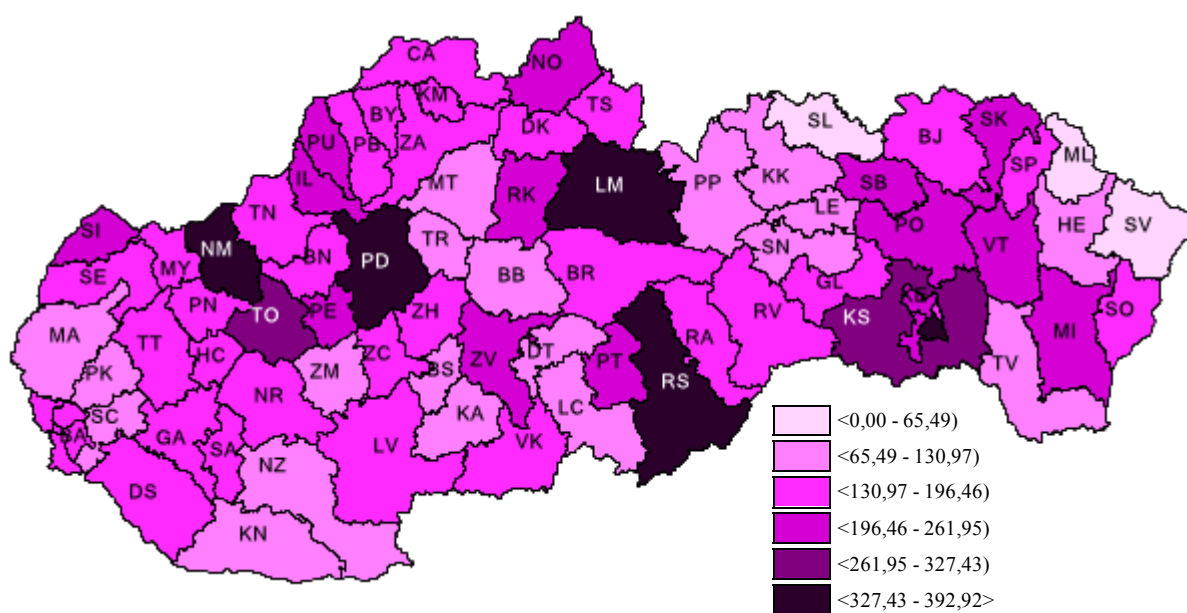 CA
NO
KM
TS
BY
PU
PB
ZA
DK
SL
BJ
SK
SP
ML
IL
MT
RK
LM
PP
KK
SB
LE
HE
SV
TN
PO
SI
NM
BN
PD
TR
BB
BR
SN
VT
SE
MY
GL
PN
TO
PE
ZH
RV
KS
KE
MI
SO
MA
TT
HC
ZM
ZC
BS
ZV
DT
PT
RA
RS
TV
PK
NR
KA
LC
SC
BA
GA
SA
NZ
LV
VK
DS
KN
<0,00 - 65,49)
<65,49 - 130,97)
<130,97 - 196,46)
<196,46 - 261,95)
<261,95 - 327,43)
<327,43 - 392,92>